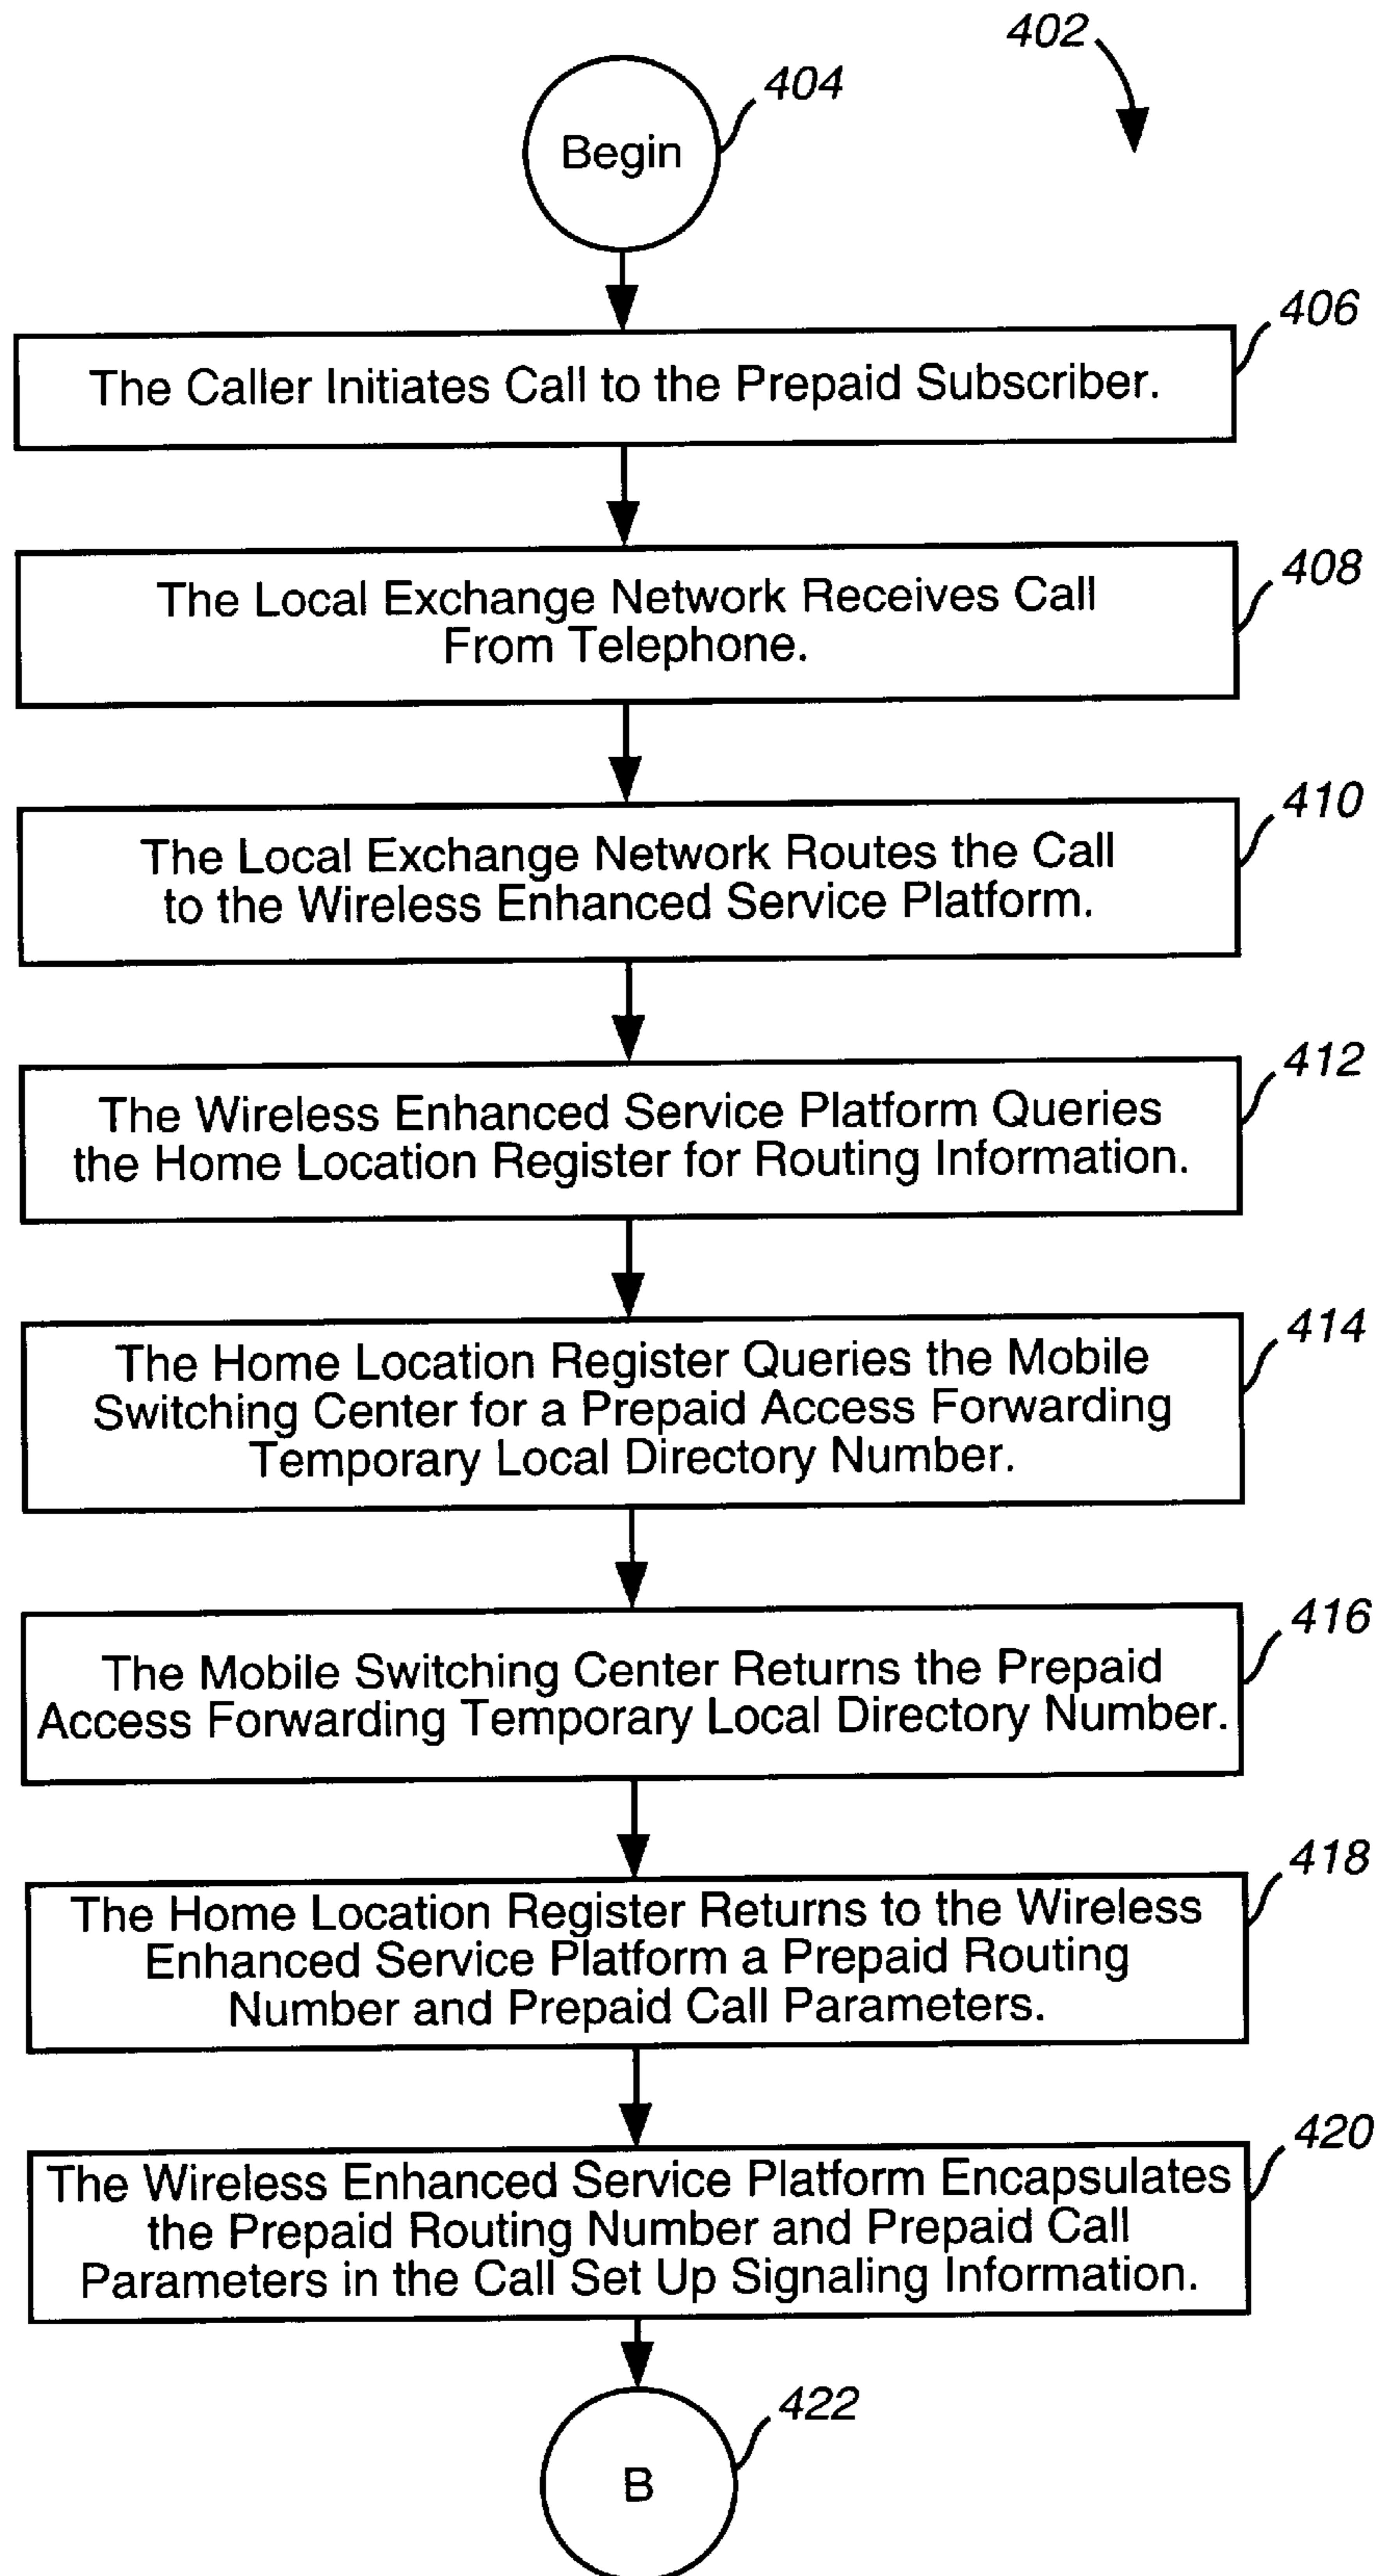 402
404
Begin
406
The Caller Initiates Call to the Prepaid Subscriber.
408
The Local Exchange Network Receives Call
From Telephone.
410
The Local Exchange Network Routes the Call
to the Wireless Enhanced Service Platform.
412
The Wireless Enhanced Service Platform Queries
the Home Location Register for Routing Information.
414
The Home Location Register Queries the Mobile
Switching Center for a Prepaid Access Forwarding
Temporary Local Directory Number.
416
The Mobile Switching Center Returns the Prepaid
Access Forwarding Temporary Local Directory Number.
418
The Home Location Register Returns to the Wireless
Enhanced Service Platform a Prepaid Routing
Number and Prepaid Call Parameters.
420
The Wireless Enhanced Service Platform Encapsulates
the Prepaid Routing Number and Prepaid Call
Parameters in the Call Set Up Signaling Information.
422
B